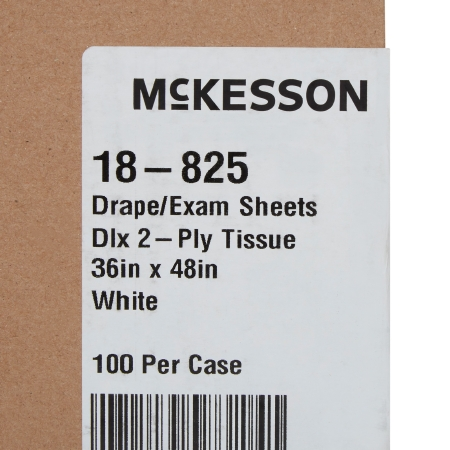 McKESSON
18–825
Drape/Exam Sheets
Dlx 2–Ply Tissue
36in x 48in
White
100 Per Case